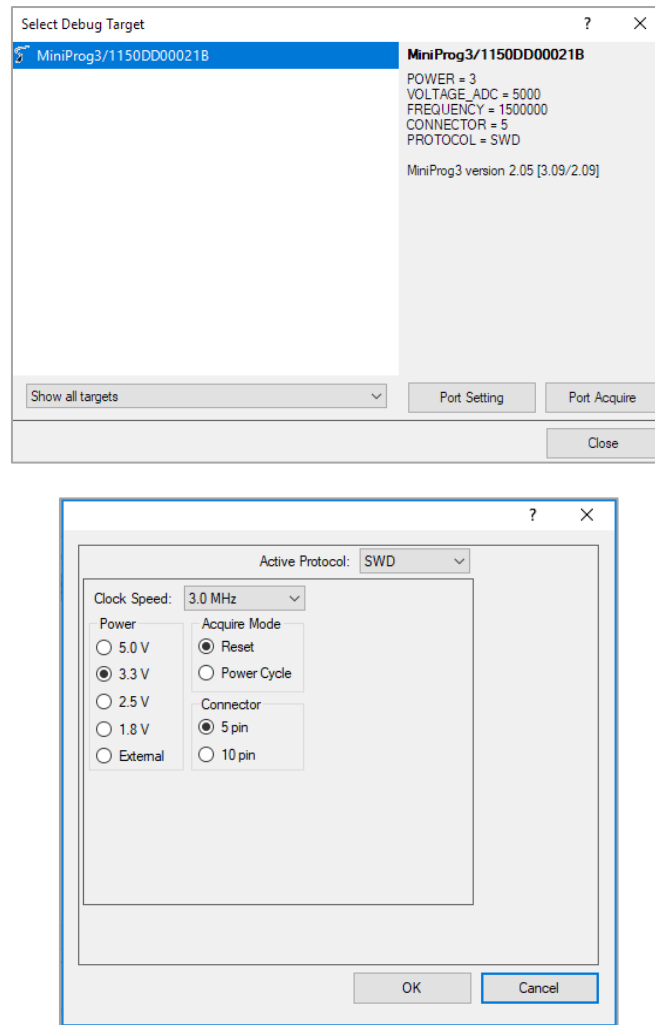 Select Debug Target
? ×
MiniProg3/1150DD00021B
MiniProg3/1150DD00021B
POWER = 3
VOLTAGE_ADC = 5000
FREQUENCY = 1500000
CONNECTOR = 5
PROTOCOL = SWD
MiniProg3 version 2.05 [3.09/2.09]
Show all targets
Port Setting
Port Acquire
Close
? ×
Active Protocol: SWD
Clock Speed: 3.0 MHz
Power
5.0 V
3.3 V
2.5 V
1.8 V
External
Acquire Mode
Reset
Power Cycle
Connector
5 pin
10 pin
OK
Cancel